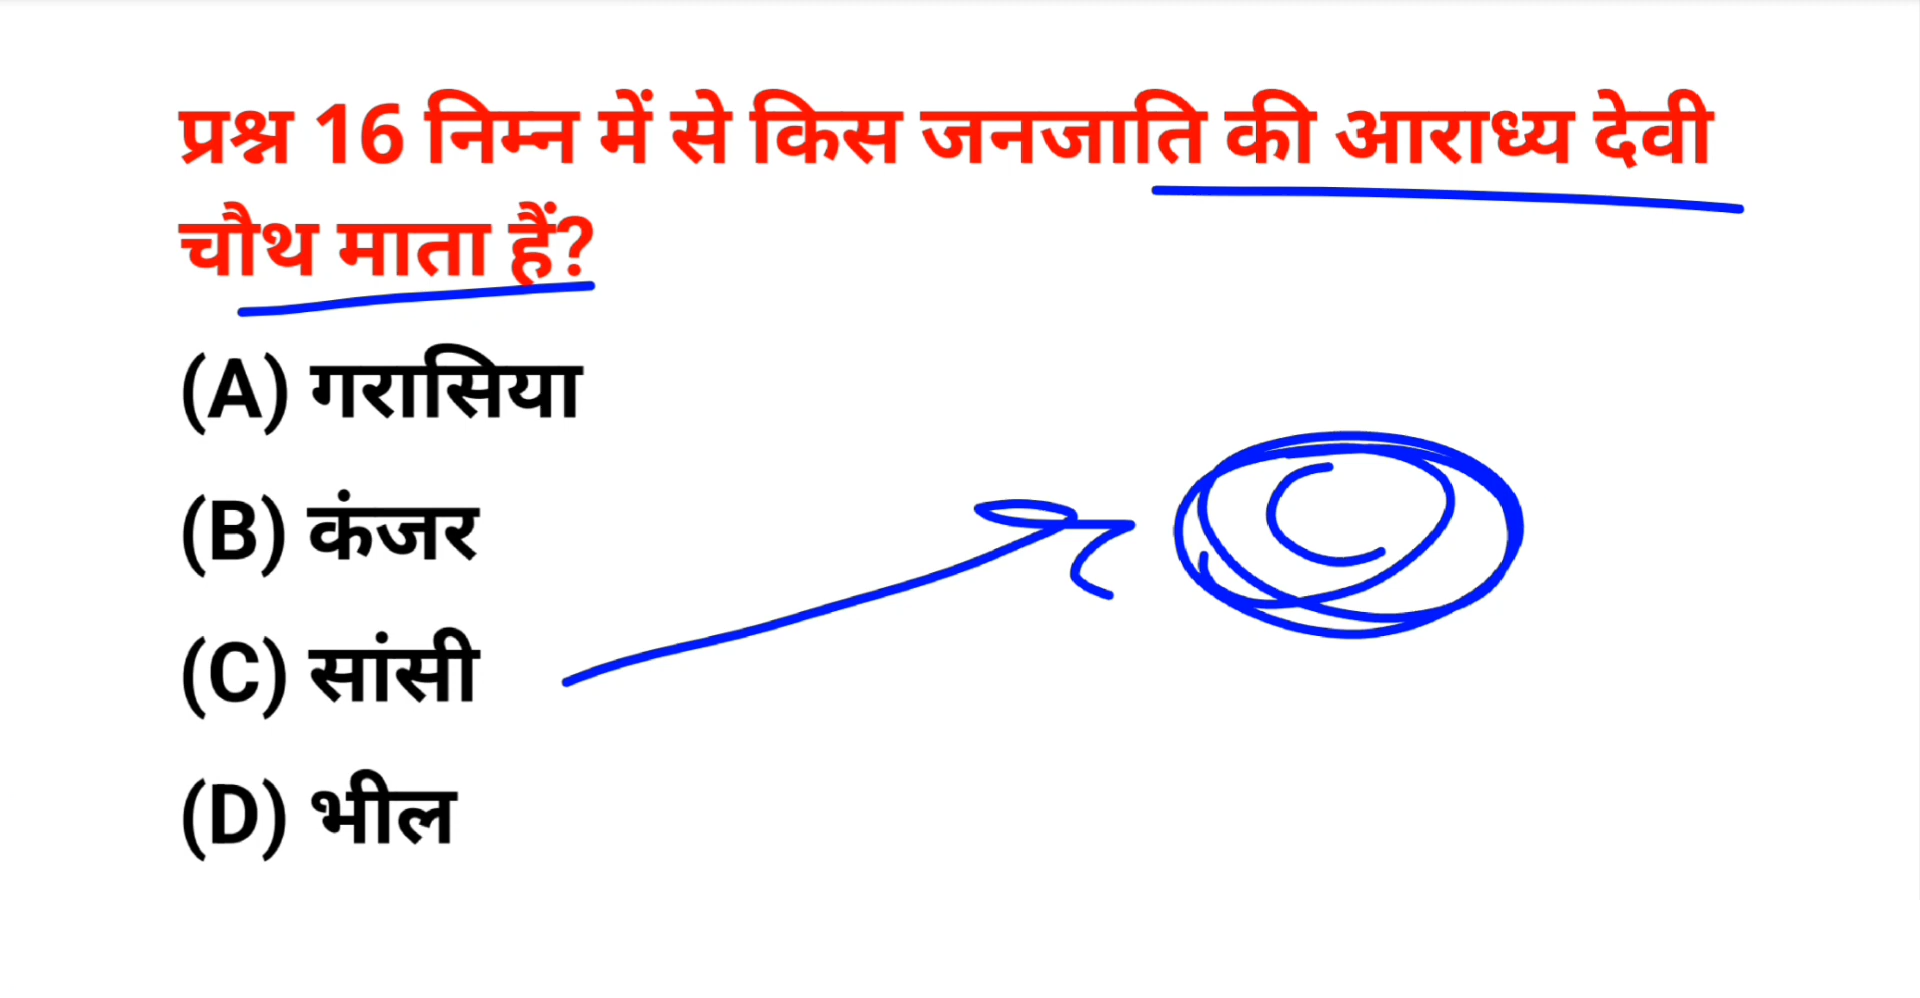 प्रश्न 16 निम्न में से किस जनजाति की आराध्य देवी
चौथ माता हैं?
(A) गरासिया
(B) कंजर
(C) सांसी
(D) भील